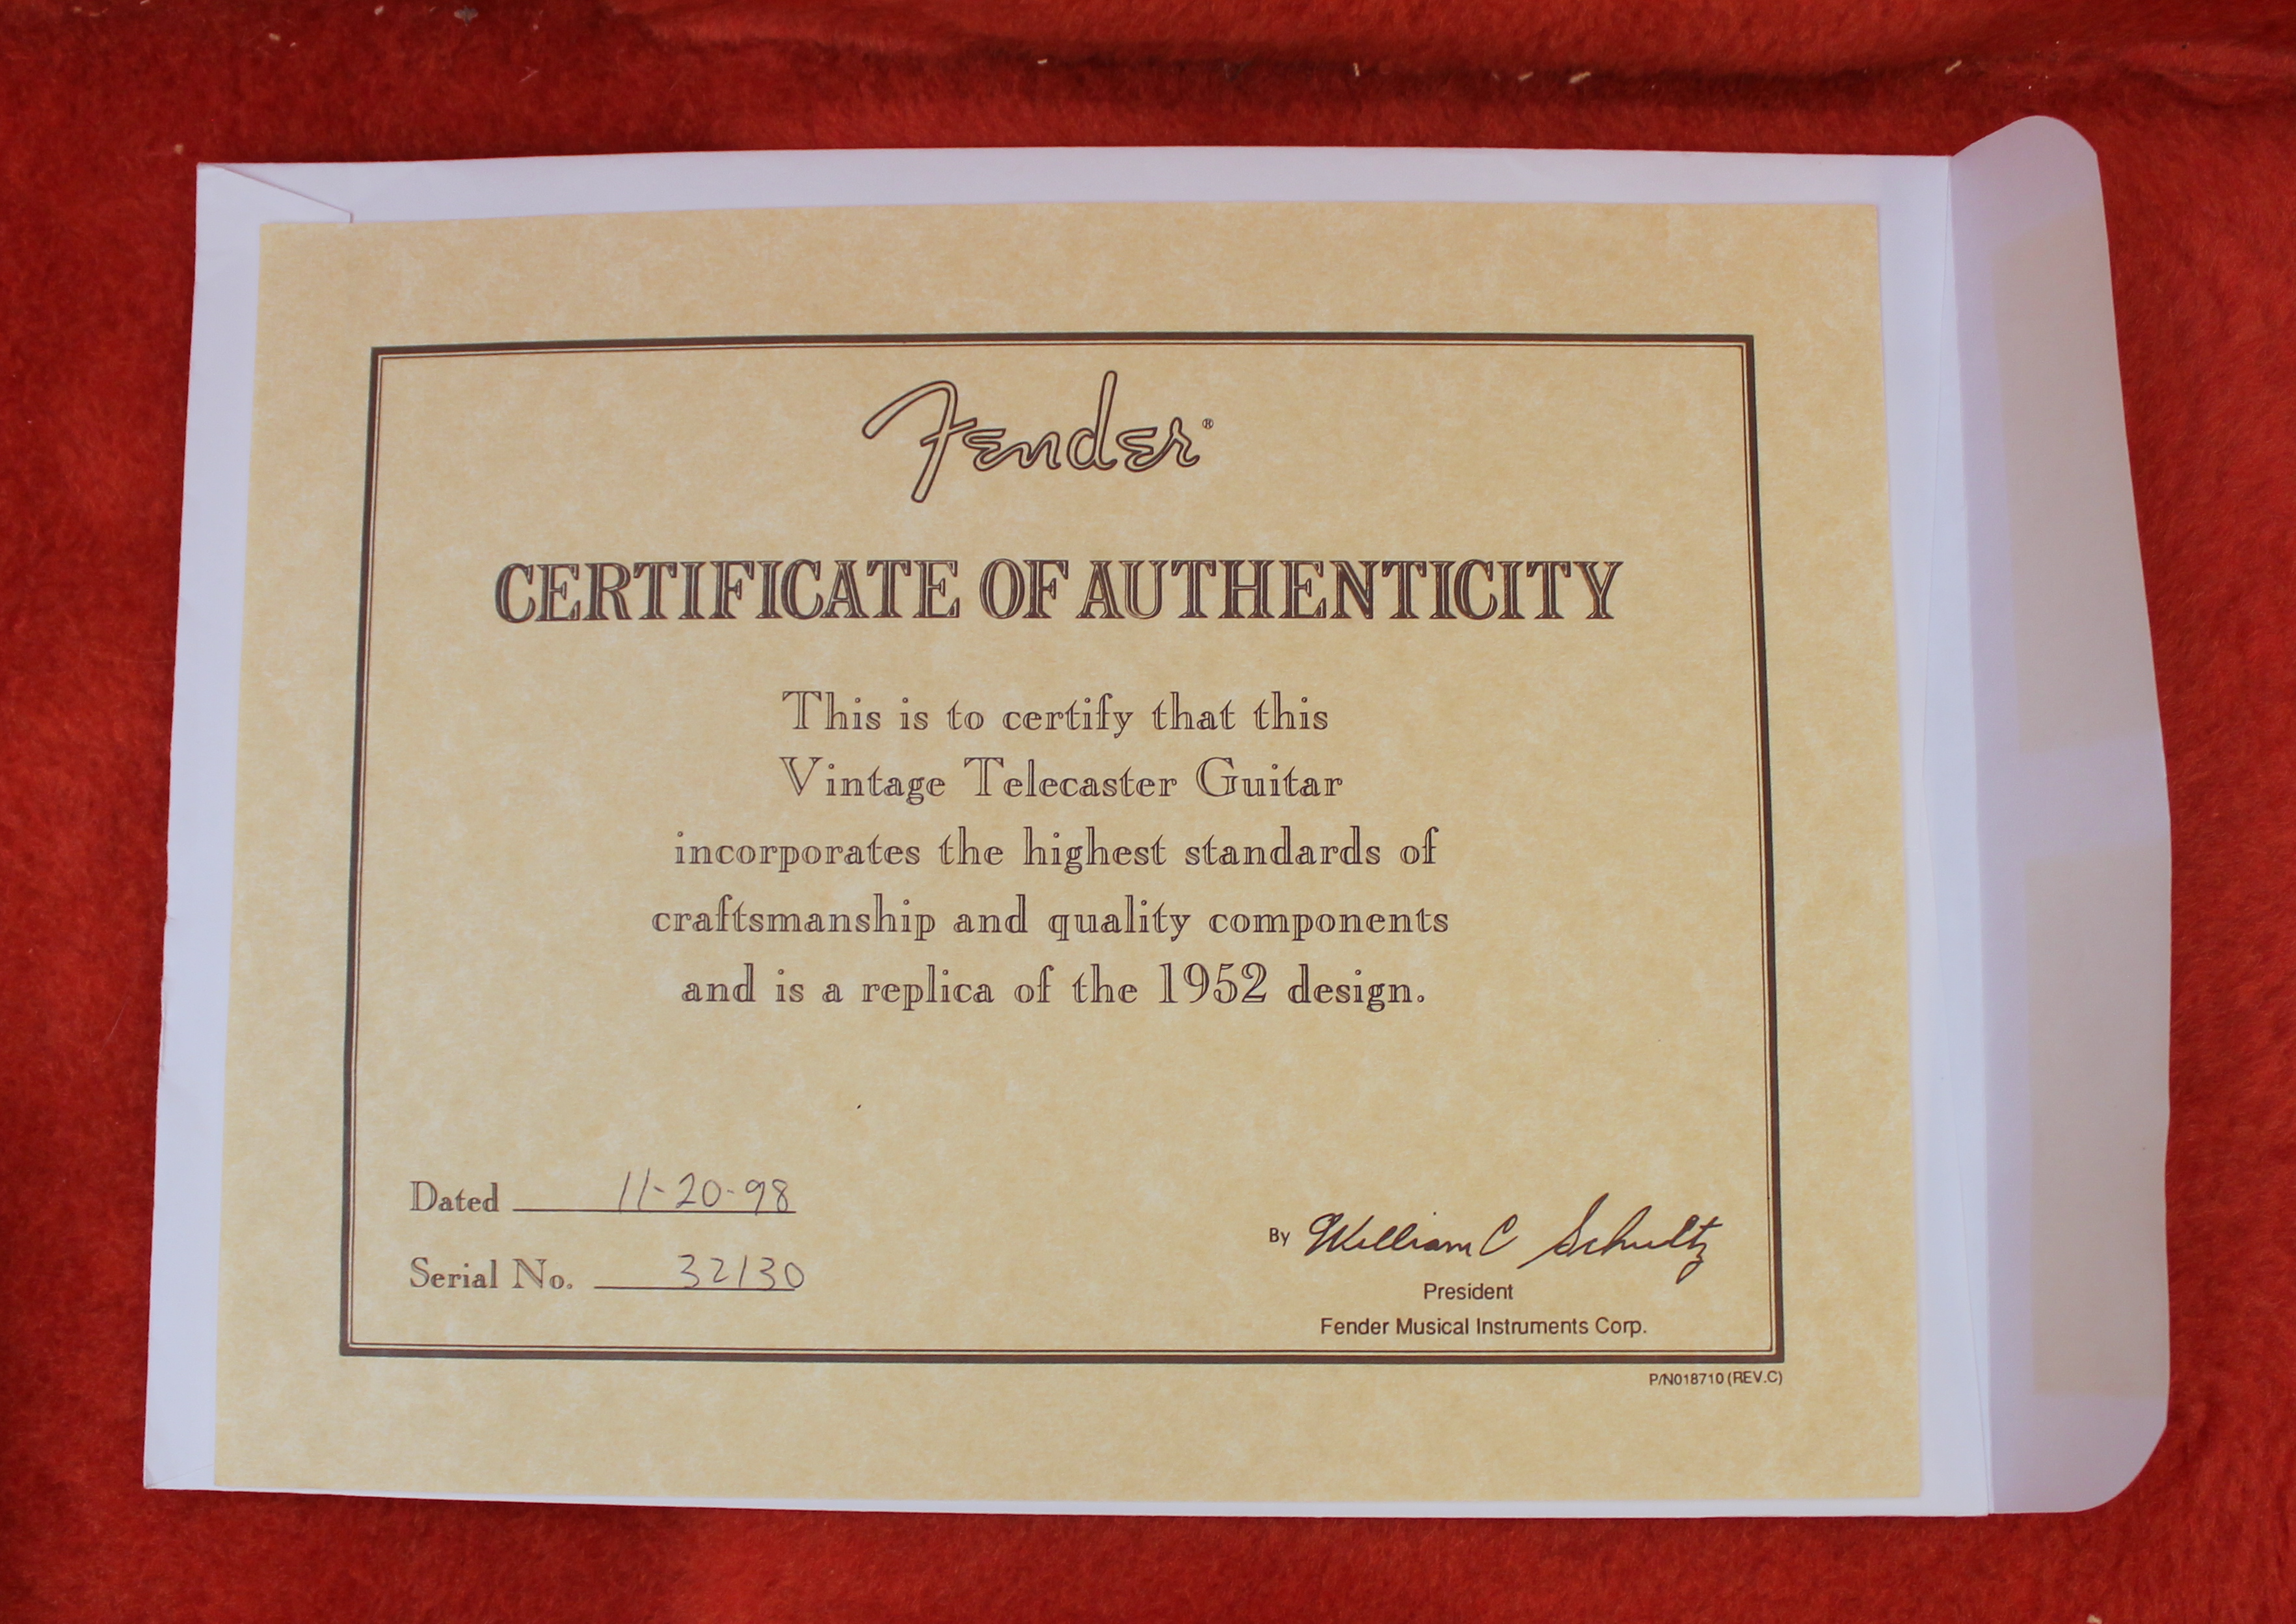 Fender®
CERTIFICATE OF AUTHENTICITY
This is to certify that this
Vintage Telecaster Guitar
incorporates the highest standards of
craftsmanship and quality components
and is a replica of the 1952 design.
Dated 11-20-98
Serial No. 32130
By William C Schultz
President
Fender Musical Instruments Corp.
P/N018710 (REV.C)